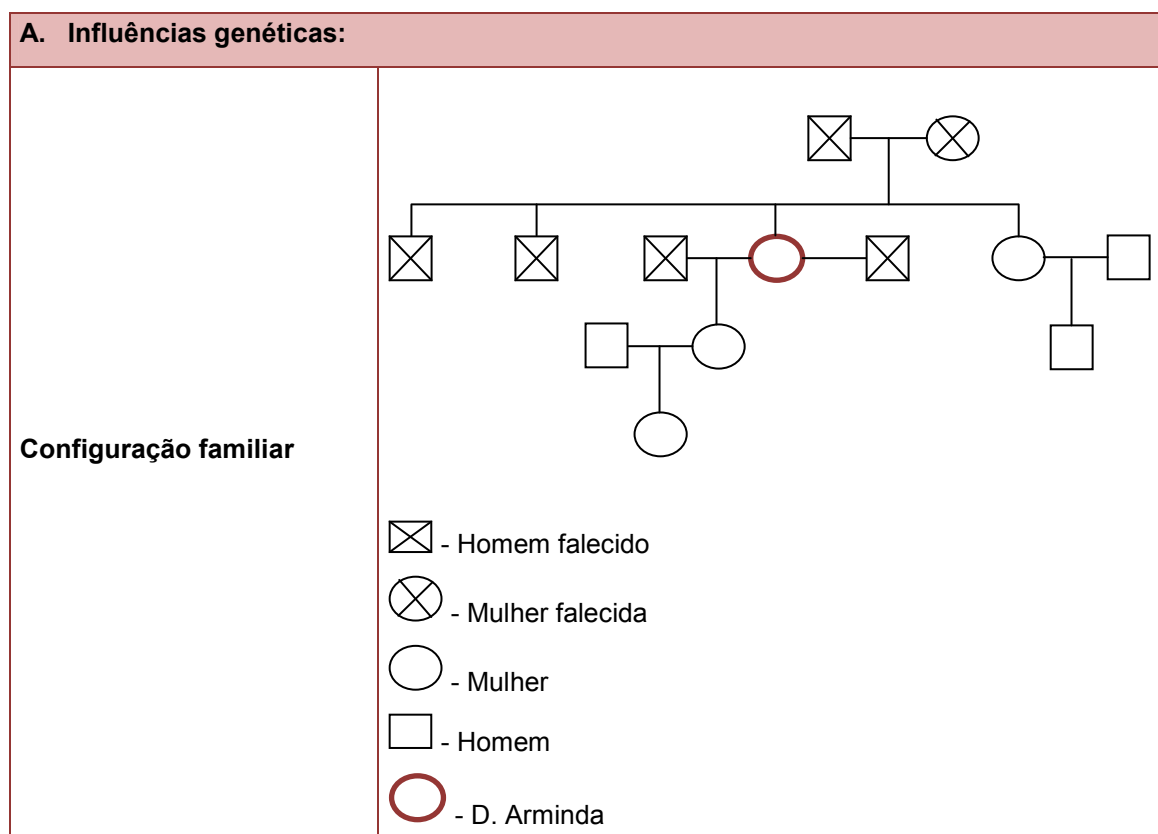 A. Influências genéticas:
Configuração familiar
- Homem falecido
- Mulher falecida
- Mulher
- Homem
- D. Arminda